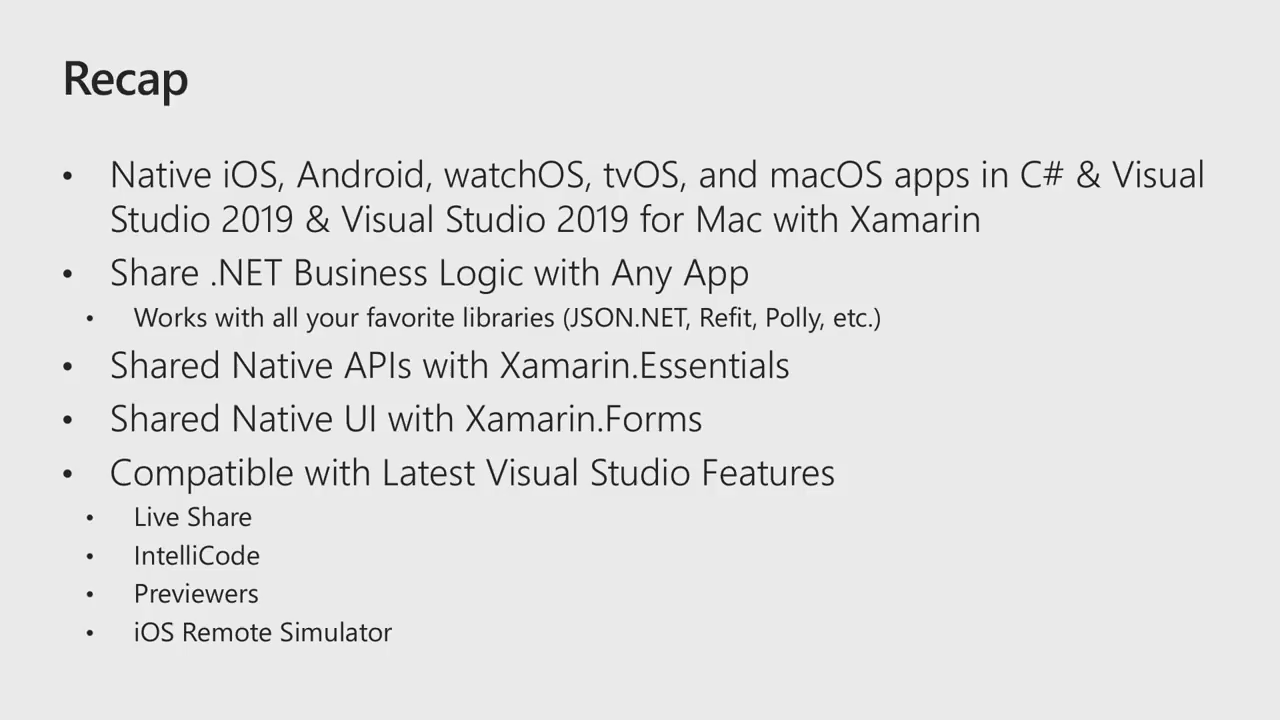 Recap
• Native iOS, Android, watchOS, tvOS, and macOS apps in C# & Visual
Studio 2019 & Visual Studio 2019 for Mac with Xamarin
• Share .NET Business Logic with Any App
• Works with all your favorite libraries (JSON.NET, Refit, Polly, etc.)
• Shared Native APIs with Xamarin.Essentials
• Shared Native UI with Xamarin.Forms
• Compatible with Latest Visual Studio Features
• Live Share
• IntelliCode
• Previewers
• iOS Remote Simulator